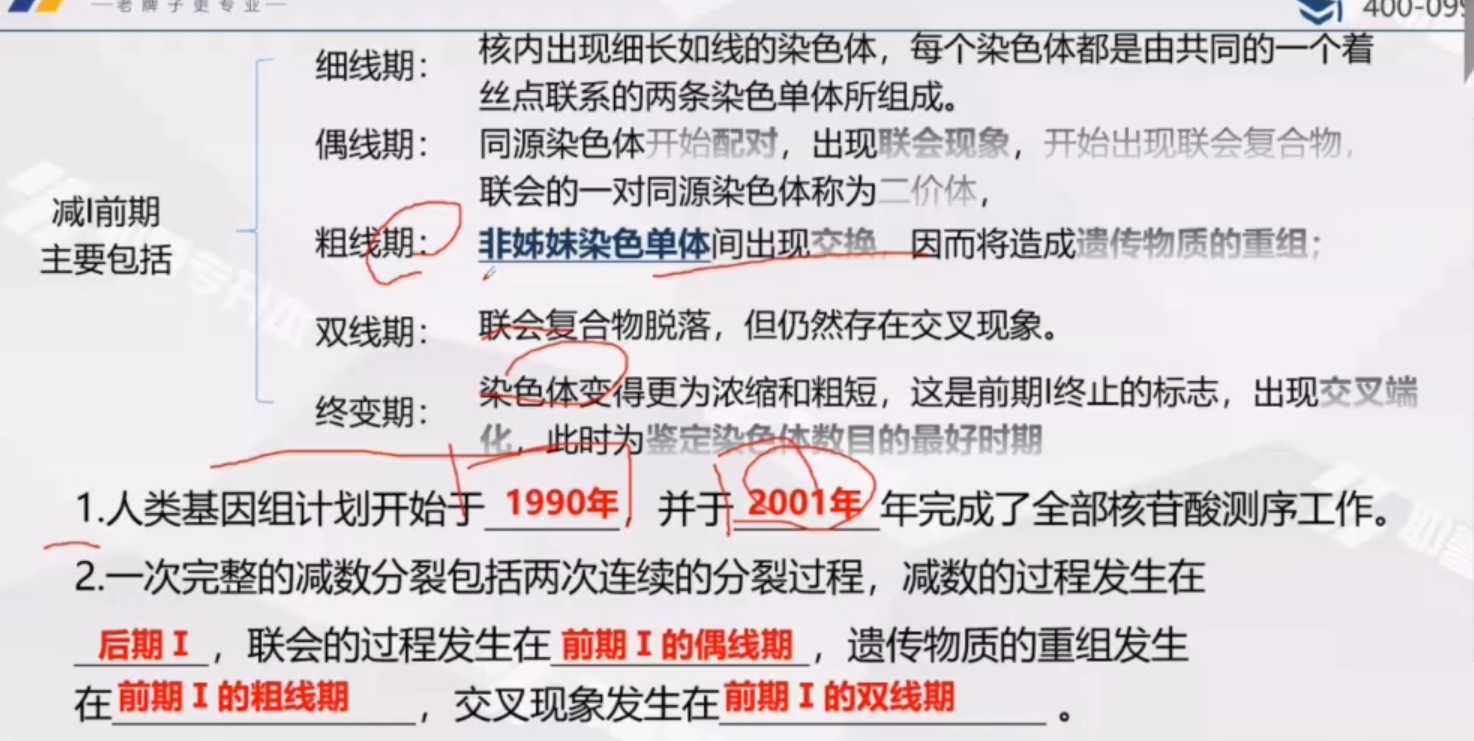 —老牌子更专业—
400-099
细线期：
核内出现细长如线的染色体，每个染色体都是由共同的一个着
丝点联系的两条染色单体所组成。
偶线期：
同源染色体开始配对，出现联会现象，开始出现联会复合物，
联会的一对同源染色体称为二价体，
减Ⅰ前期
主要包括
粗线期：
非姊妹染色单体间出现交换，因而将造成遗传物质的重组；
双线期：
联会复合物脱落，但仍然存在交叉现象。
终变期：
染色体变得更为浓缩和粗短，这是前期Ⅰ终止的标志，出现交叉端
化，此时为鉴定染色体数目的最好时期
1.人类基因组计划开始于 1990年，并于 2001年 年完成了全部核苷酸测序工作。
2.一次完整的减数分裂包括两次连续的分裂过程，减数的过程发生在
后期Ⅰ，联会的过程发生在 前期Ⅰ的偶线期，遗传物质的重组发生
在 前期Ⅰ的粗线期，交叉现象发生在 前期Ⅰ的双线期。